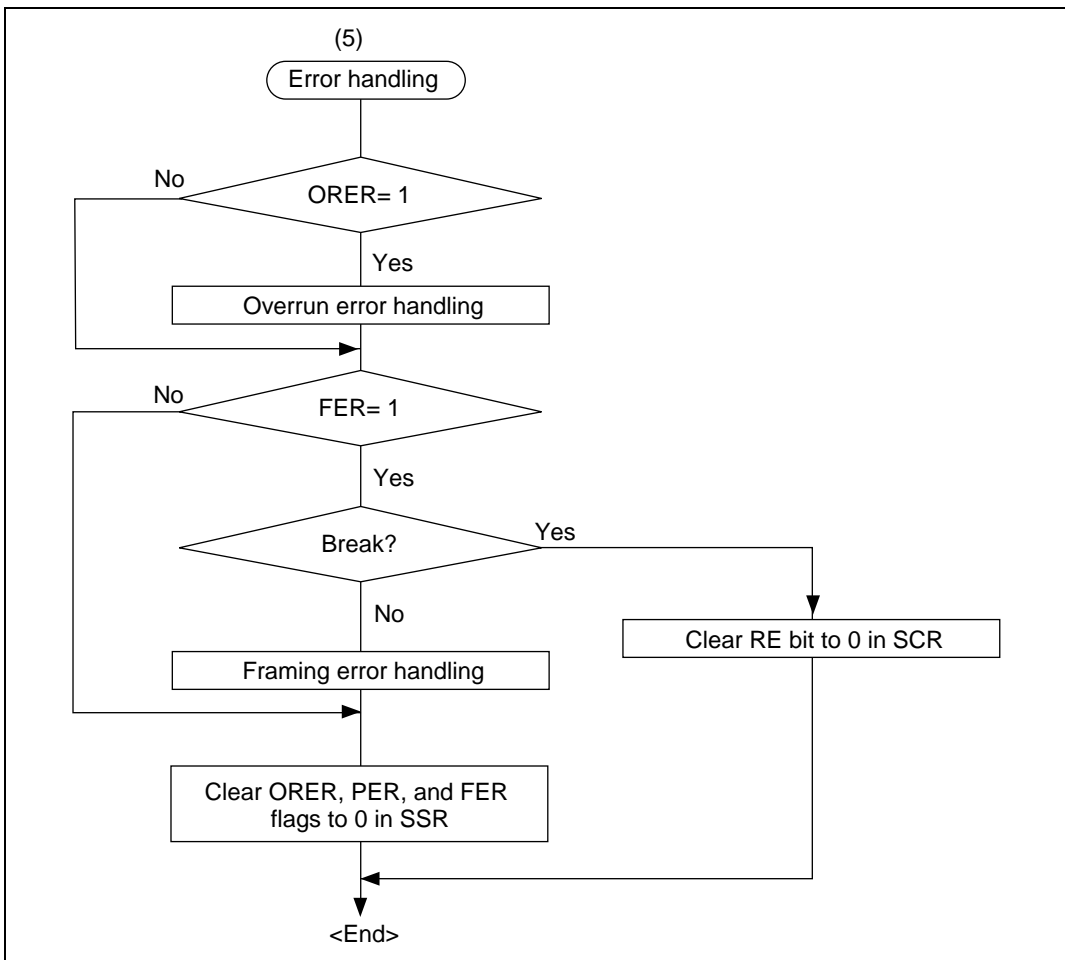 (5)
Error handling
No
ORER= 1
Yes
Overrun error handling
No
FER= 1
Yes
Break?
Yes
No
Clear RE bit to 0 in SCR
Framing error handling
Clear ORER, PER, and FER
flags to 0 in SSR
<End>